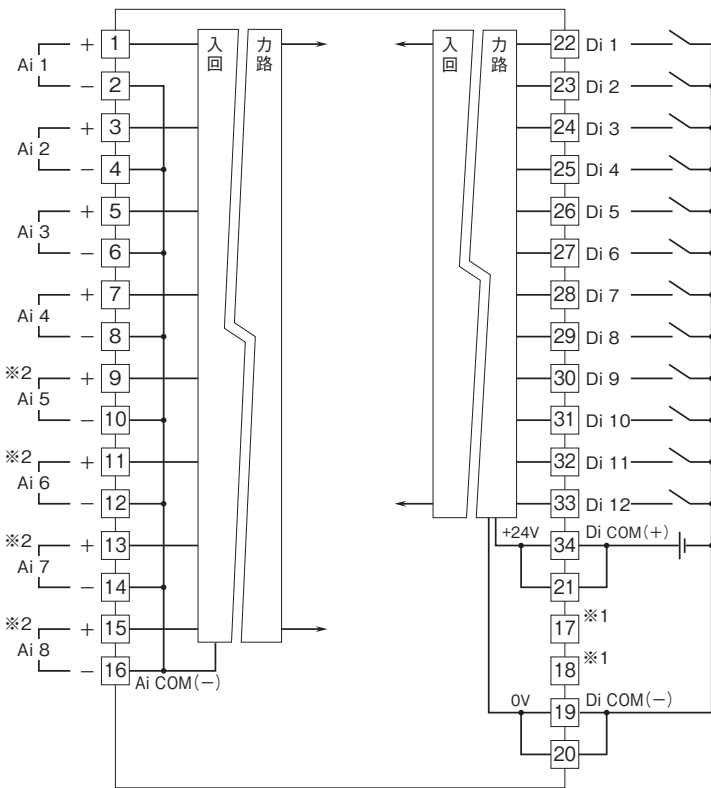 Ai 1
+ 1
− 2
Ai 2
+ 3
− 4
Ai 3
+ 5
− 6
Ai 4
+ 7
− 8
※2
Ai 5
+ 9
− 10
※2
Ai 6
+ 11
− 12
※2
Ai 7
+ 13
− 14
※2
Ai 8
+ 15
− 16
Ai COM(−)
入力
回路
入力
回路
22 Di 1
23 Di 2
24 Di 3
25 Di 4
26 Di 5
27 Di 6
28 Di 7
29 Di 8
30 Di 9
31 Di 10
32 Di 11
33 Di 12
+24V 34 Di COM(+)
21
17 ※1
18 ※1
0V 19 Di COM(−)
20